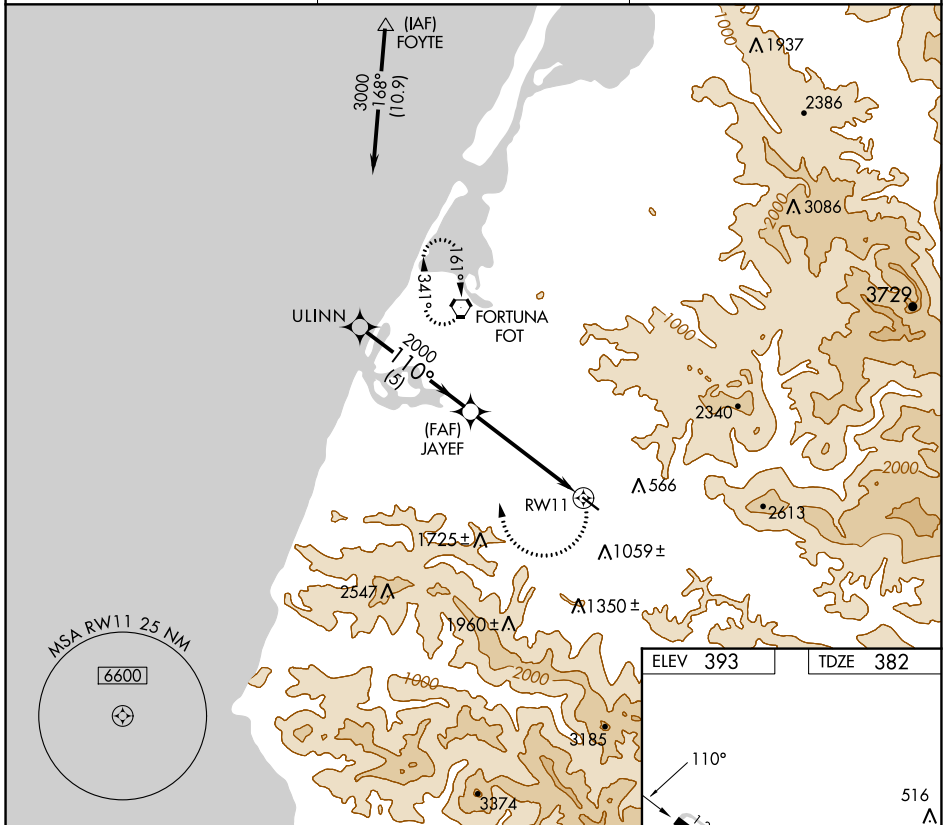 (IAF)
FOYTE
3000
168°
(10.9)
1000
1937
2386
2000
3086
3729
161°
341°
FORTUNA
FOT
ULINN
2000
110°
(5)
(FAF)
JAYEF
1000
2340
2000
RW11
566
2613
1725±
1059±
2547
1350±
1960±
MSA RW11 25 NM
6600
1000
2000
3185
3374
ELEV 393
TDZE 382
110°
516